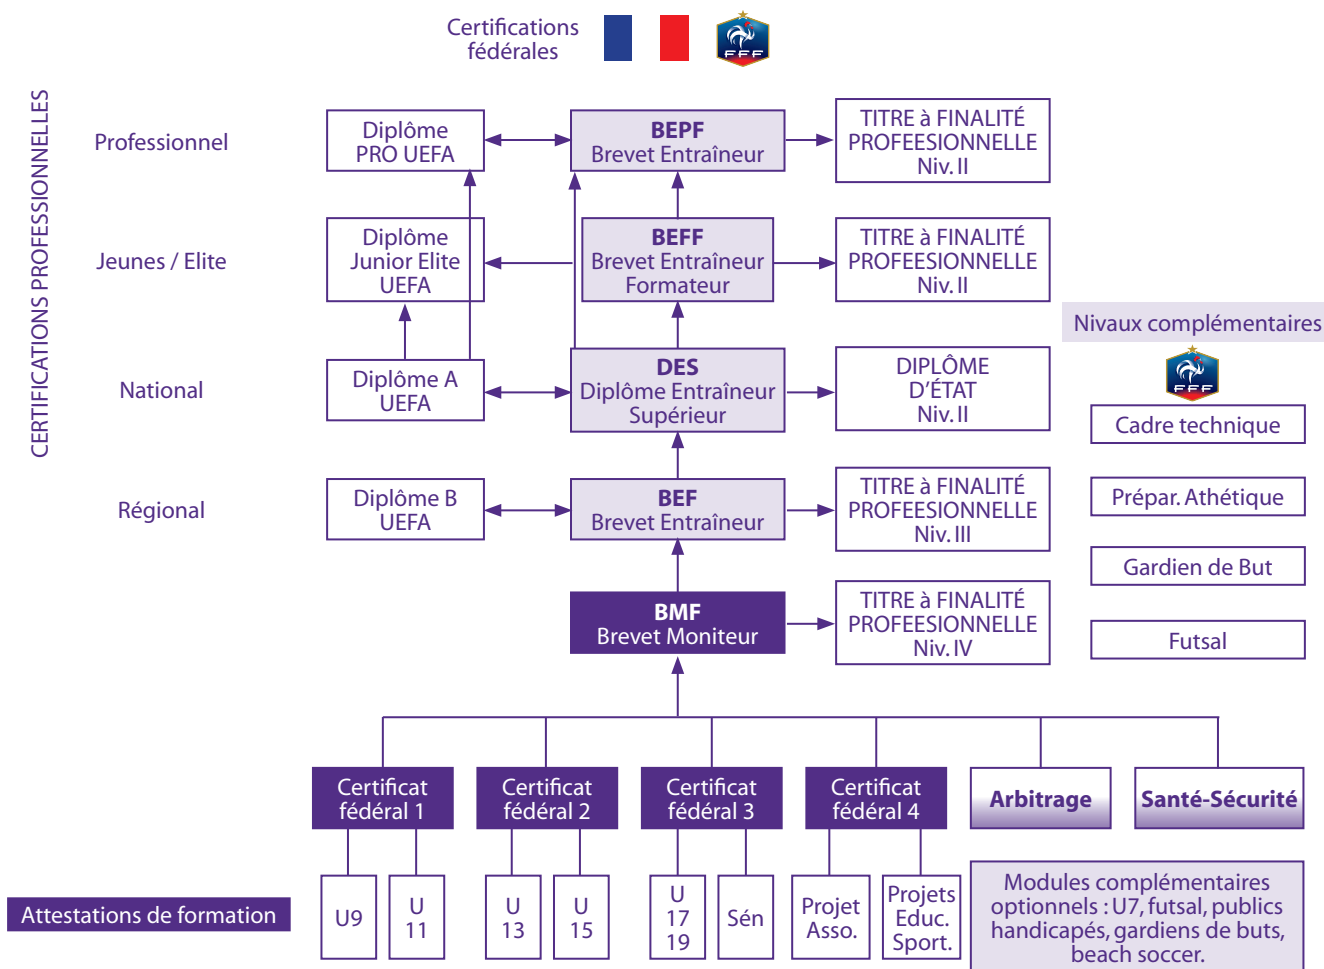 Certifications
fédérales
FFF
CERTIFICATIONS PROFESSIONNELLES
Professionnel
Diplôme
PRO UEFA
BEPF
Brevet Entraîneur
TITRE à FINALITÉ
PROFEESIONNELLE
Niv. II
Jeunes / Elite
Diplôme
Junior Elite
UEFA
BEFF
Brevet Entraîneur
Formateur
TITRE à FINALITÉ
PROFEESIONNELLE
Niv. II
Nivaux complémentaires
FFF
National
Diplôme A
UEFA
DES
Diplôme Entraîneur
Supérieur
DIPLÔME
D'ÉTAT
Niv. II
Cadre technique
Régional
Diplôme B
UEFA
BEF
Brevet Entraîneur
TITRE à FINALITÉ
PROFEESIONNELLE
Niv. III
Prépar. Athétique
Gardien de But
BMF
Brevet Moniteur
TITRE à FINALITÉ
PROFEESIONNELLE
Niv. IV
Futsal
Certificat
fédéral 1
Certificat
fédéral 2
Certificat
fédéral 3
Certificat
fédéral 4
Arbitrage
Santé-Sécurité
Attestations de formation
U9
U
11
U
13
U
15
U
17
19
Sén
Projet
Asso.
Projets
Educ.
Sport.
Modules complémentaires
optionnels : U7, futsal, publics
handicapés, gardiens de buts,
beach soccer.